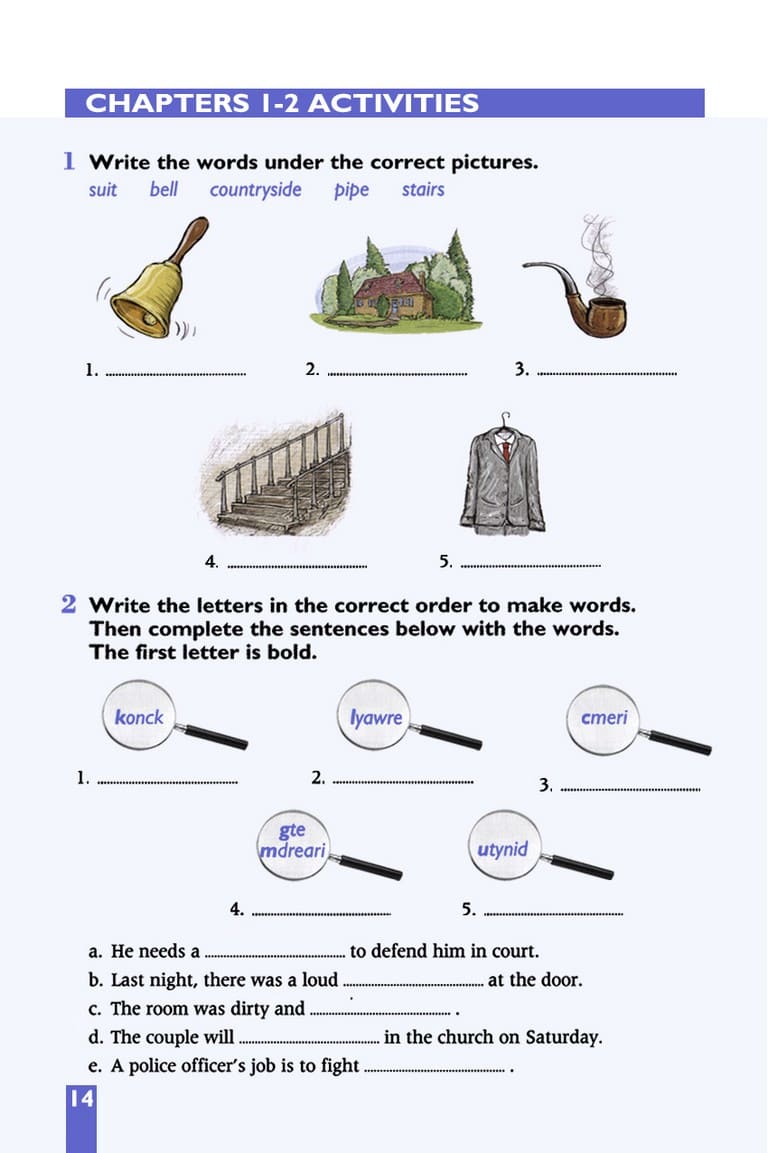 CHAPTERS 1-2 ACTIVITIES
1 Write the words under the correct pictures.
suit bell countryside pipe stairs
1. ........................................
2. ........................................
3. ........................................
4. ........................................
5. ........................................
2 Write the letters in the correct order to make words.
Then complete the sentences below with the words.
The first letter is bold.
konck
lyawre
cmeri
1. ........................................
2. ........................................
3. ........................................
gte
mdreari
utynid
4. ........................................
5. ........................................
a. He needs a ........................................ to defend him in court.
b. Last night, there was a loud ........................................ at the door.
c. The room was dirty and ........................................ .
d. The couple will ........................................ in the church on Saturday.
e. A police officer's job is to fight ........................................ .
14